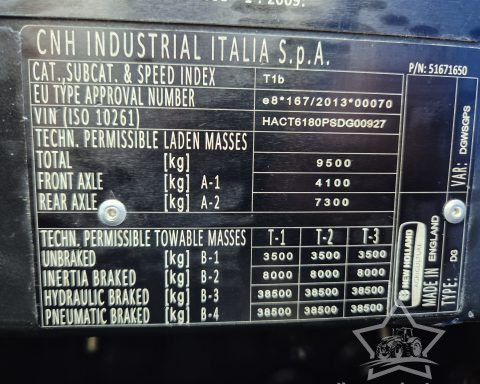 1. 2009.
CNH INDUSTRIAL ITALIA S.p.A.
P/N: 51671650
CAT.,SUBCAT. & SPEED INDEX T1b
EU TYPE APPROVAL NUMBER e8*167/2013*00070
VIN (ISO 10261) HACT6180PSDG00927
TECHN. PERMISSIBLE LADEN MASSES
TOTAL [kg] 9500
FRONT AXLE [kg] A-1 4100
REAR AXLE [kg] A-2 7300
TECHN. PERMISSIBLE TOWABLE MASSES T-1 T-2 T-3
UNBRAKED [kg] B-1 3500 3500 3500
INERTIA BRAKED [kg] B-2 8000 8000 8000
HYDRAULIC BRAKED [kg] B-3 38500 38500 38500
PNEUMATIC BRAKED [kg] B-4 38500 38500 38500
NEW HOLLAND
MADE IN ENGLAND
VAR: DGWSGPS
TYPE: DG